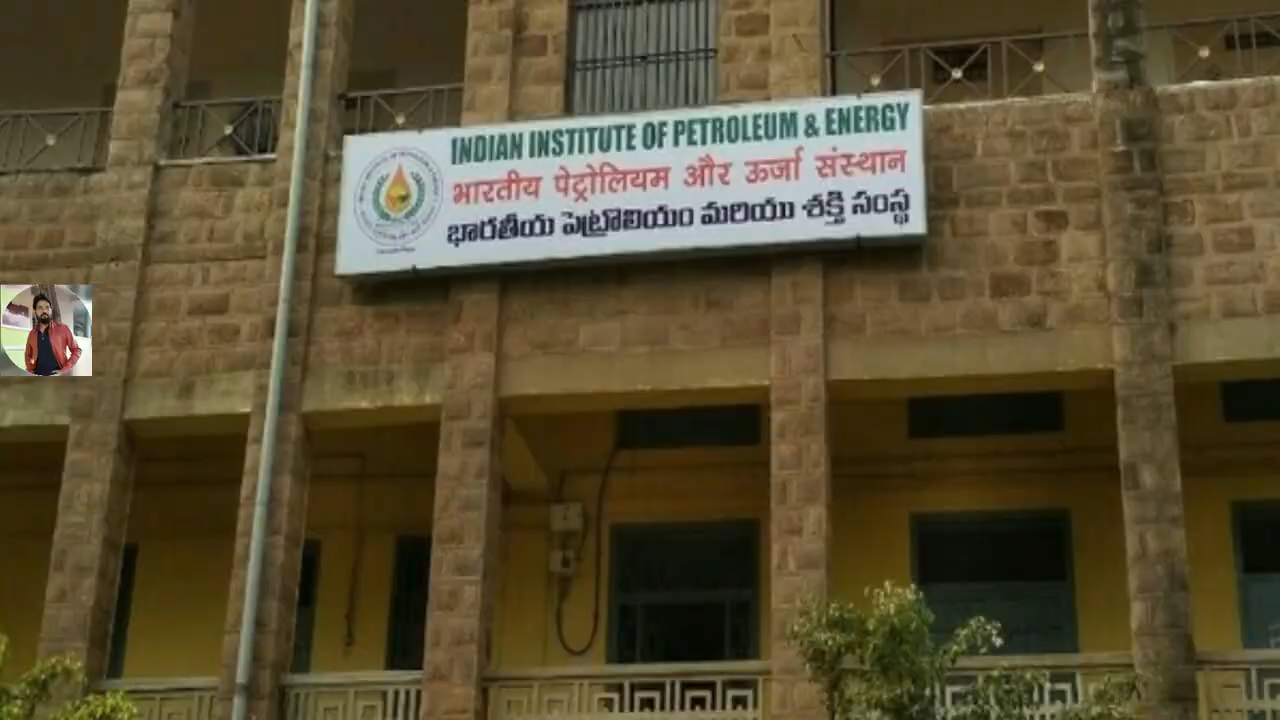 INDIAN INSTITUTE OF PETROLEUM & ENERGY
भारतीय पेट्रोलियम और ऊर्जा संस्थान
భారతీయ పెట్రొలియం మరియు శక్తి సంస్థ